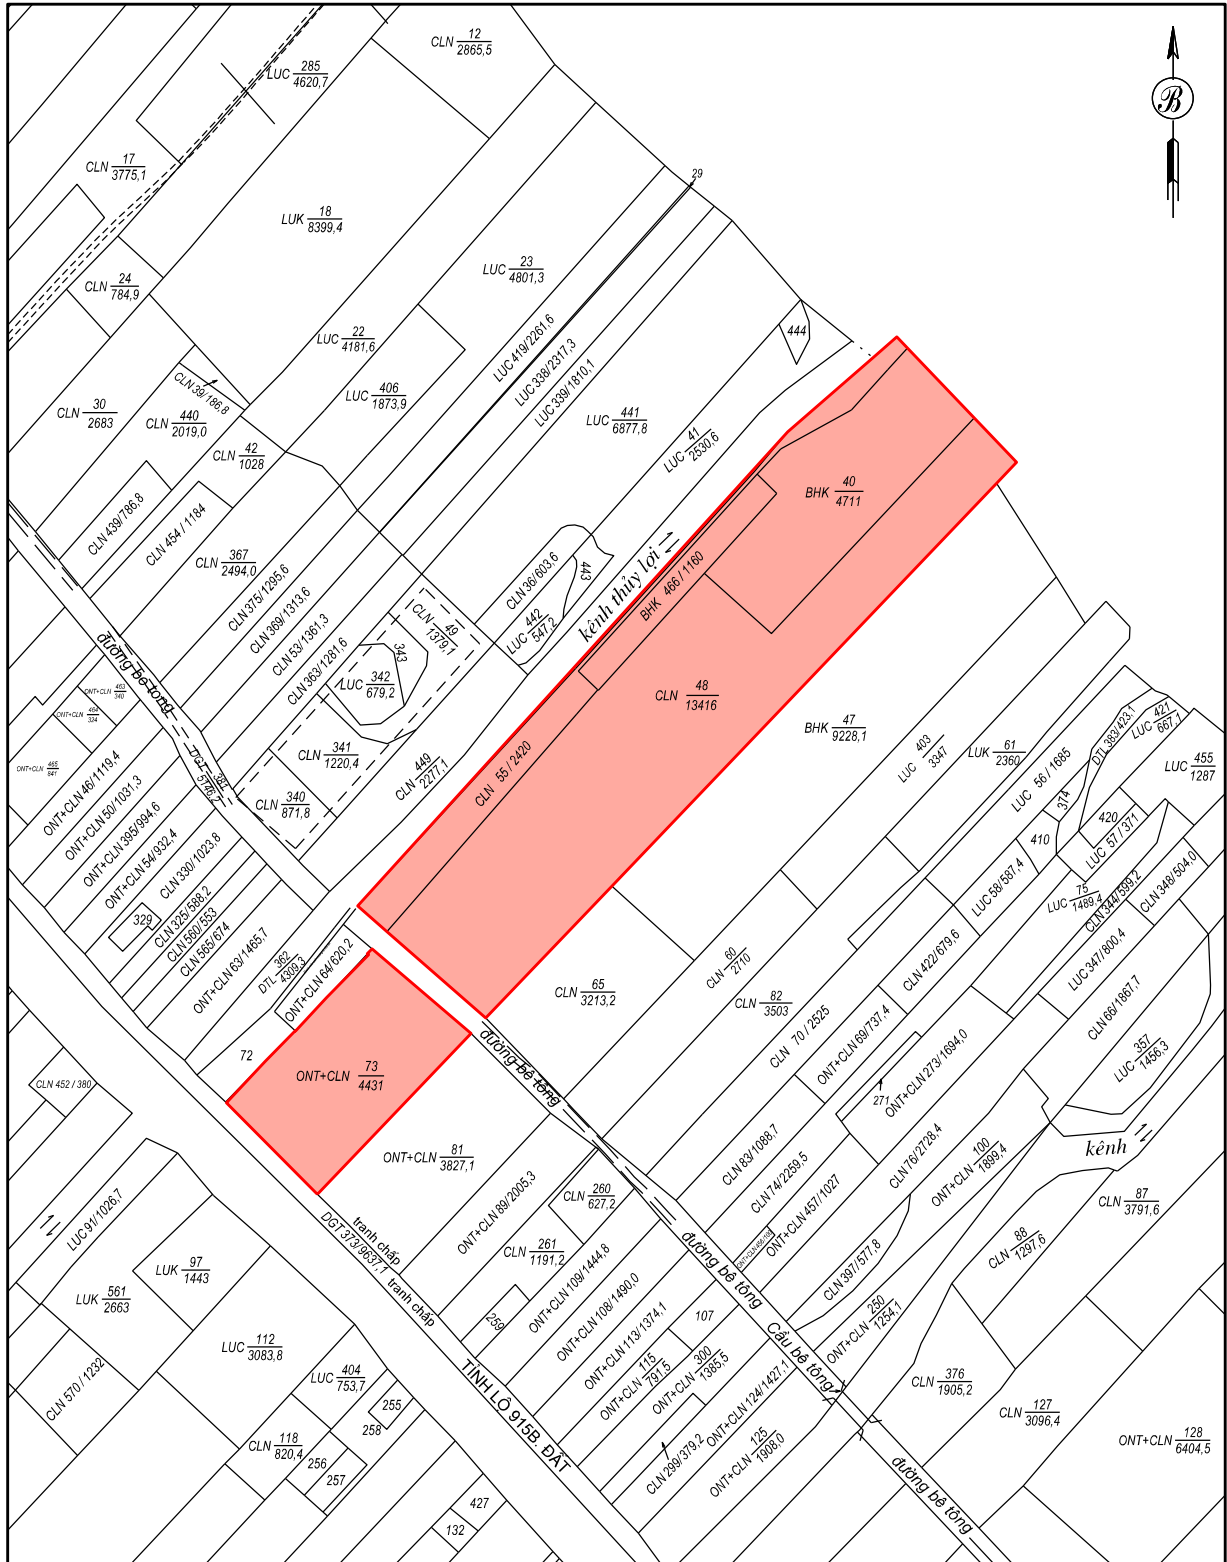 CLN 12/2865,5
LUC 285/4620,7
B
CLN 17/3775,1
29
LUK 18/8399,4
CLN 24/784,9
LUC 23/4801,3
LUC 22/4181,6
LUC 419/2261,6
LUC 338/2317,3
LUC 339/1810,1
444
CLN 39/186,8
LUC 406/1873,9
CLN 30/2683
CLN 440/2019,0
LUC 441/6877,8
CLN 42/1028
LUC 41/2530,6
CLN 439/786,8
CLN 454 / 1184
BHK 40/4711
CLN 367/2494,0
CLN 375/1295,6
CLN 369/1313,6
CLN 53/1361,3
CLN 363/1281,6
CLN 49/1379,1
CLN 36/603,6
443
LUC 442/547,2
kênh thủy lợi
BHK 466 / 1160
343
LUC 342/679,2
đường bê tông
ONT+CLN 463/340
ONT+CLN 464/334
ONT+CLN 465/841
CLN 48/13416
CLN 341/1220,4
CLN 449/2277,1
CLN 55 / 2420
DGT 381/5746,2
CLN 340/871,8
BHK 47/9228,1
LUC 403/3347
LUK 61/2360
LUC 56 / 1685
DTL 383/423,1
LUC 421/667,1
LUC 455/1287
374
420
410
LUC 57 / 371
ONT+CLN 46/1119,4
ONT+CLN 50/1031,3
ONT+CLN 395/994,6
ONT+CLN 54/932,4
CLN 330/1023,8
329
CLN 325/588,2
CLN 560/553
CLN 565/674
ONT+CLN 63/1465,7
DTL 362/4309,3
ONT+CLN 64/620,2
LUC 58/587,4
LUC 75/1489,4
CLN 344/599,2
CLN 348/504,0
CLN 422/679,6
LUC 347/800,4
CLN 60/2710
CLN 65/3213,2
CLN 82/3503
CLN 70 / 2525
ONT+CLN 69/737,4
CLN 66/1867,7
LUC 357/1456,3
ONT+CLN 273/1694,0
271
72
ONT+CLN 73/4431
đường bê tông
CLN 452 / 380
ONT+CLN 81/3827,1
CLN 83/1088,7
CLN 74/2259,5
ONT+CLN 457/1027
CLN 76/2728,4
ONT+CLN 100/1899,4
kênh
CLN 87/3791,6
CLN 88/1297,6
ONT+CLN 89/2005,3
CLN 260/627,2
CLN 261/1191,2
259
LUC 91/1026,7
LUK 97/1443
LUK 561/2663
tranh chấp
DGT 373/9637,1
tranh chấp
ONT+CLN 109/1444,8
ONT+CLN 108/1490,0
ONT+CLN 113/1374,1
107
đường bê tông
CLN 397/577,8
ONT+CLN 250/1254,1
Cầu bê tông
LUC 112/3083,8
LUC 404/753,7
255
258
CLN 570 / 1232
TỈNH LỘ 915B. ĐẤT
ONT+CLN 115/791,5
ONT+CLN 300/1385,5
ONT+CLN 124/1427,1
CLN 299/379,2
ONT+CLN 125/1908,0
CLN 376/1905,2
CLN 127/3096,4
ONT+CLN 128/6404,5
CLN 118/820,4
256
257
427
132
đường bê tông